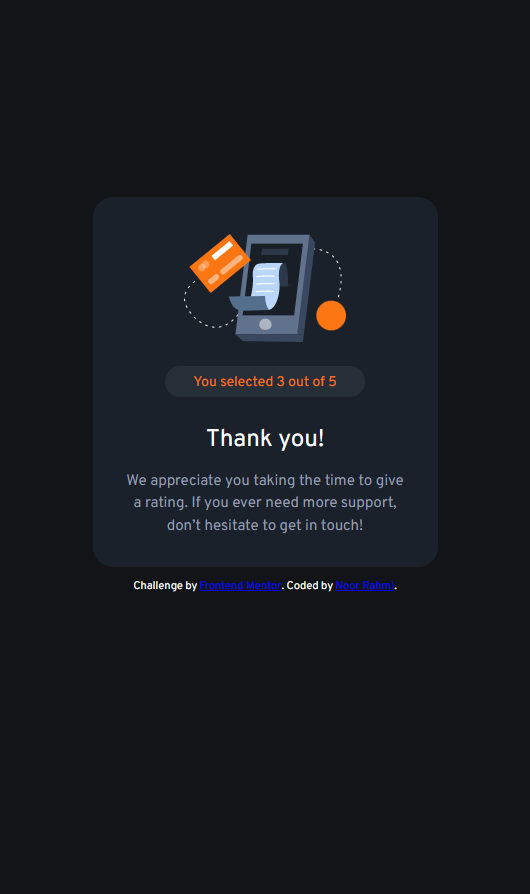 You selected 3 out of 5
Thank you!
We appreciate you taking the time to give
a rating. If you ever need more support,
don’t hesitate to get in touch!
Challenge by Frontend Mentor. Coded by Noor Rahmi.